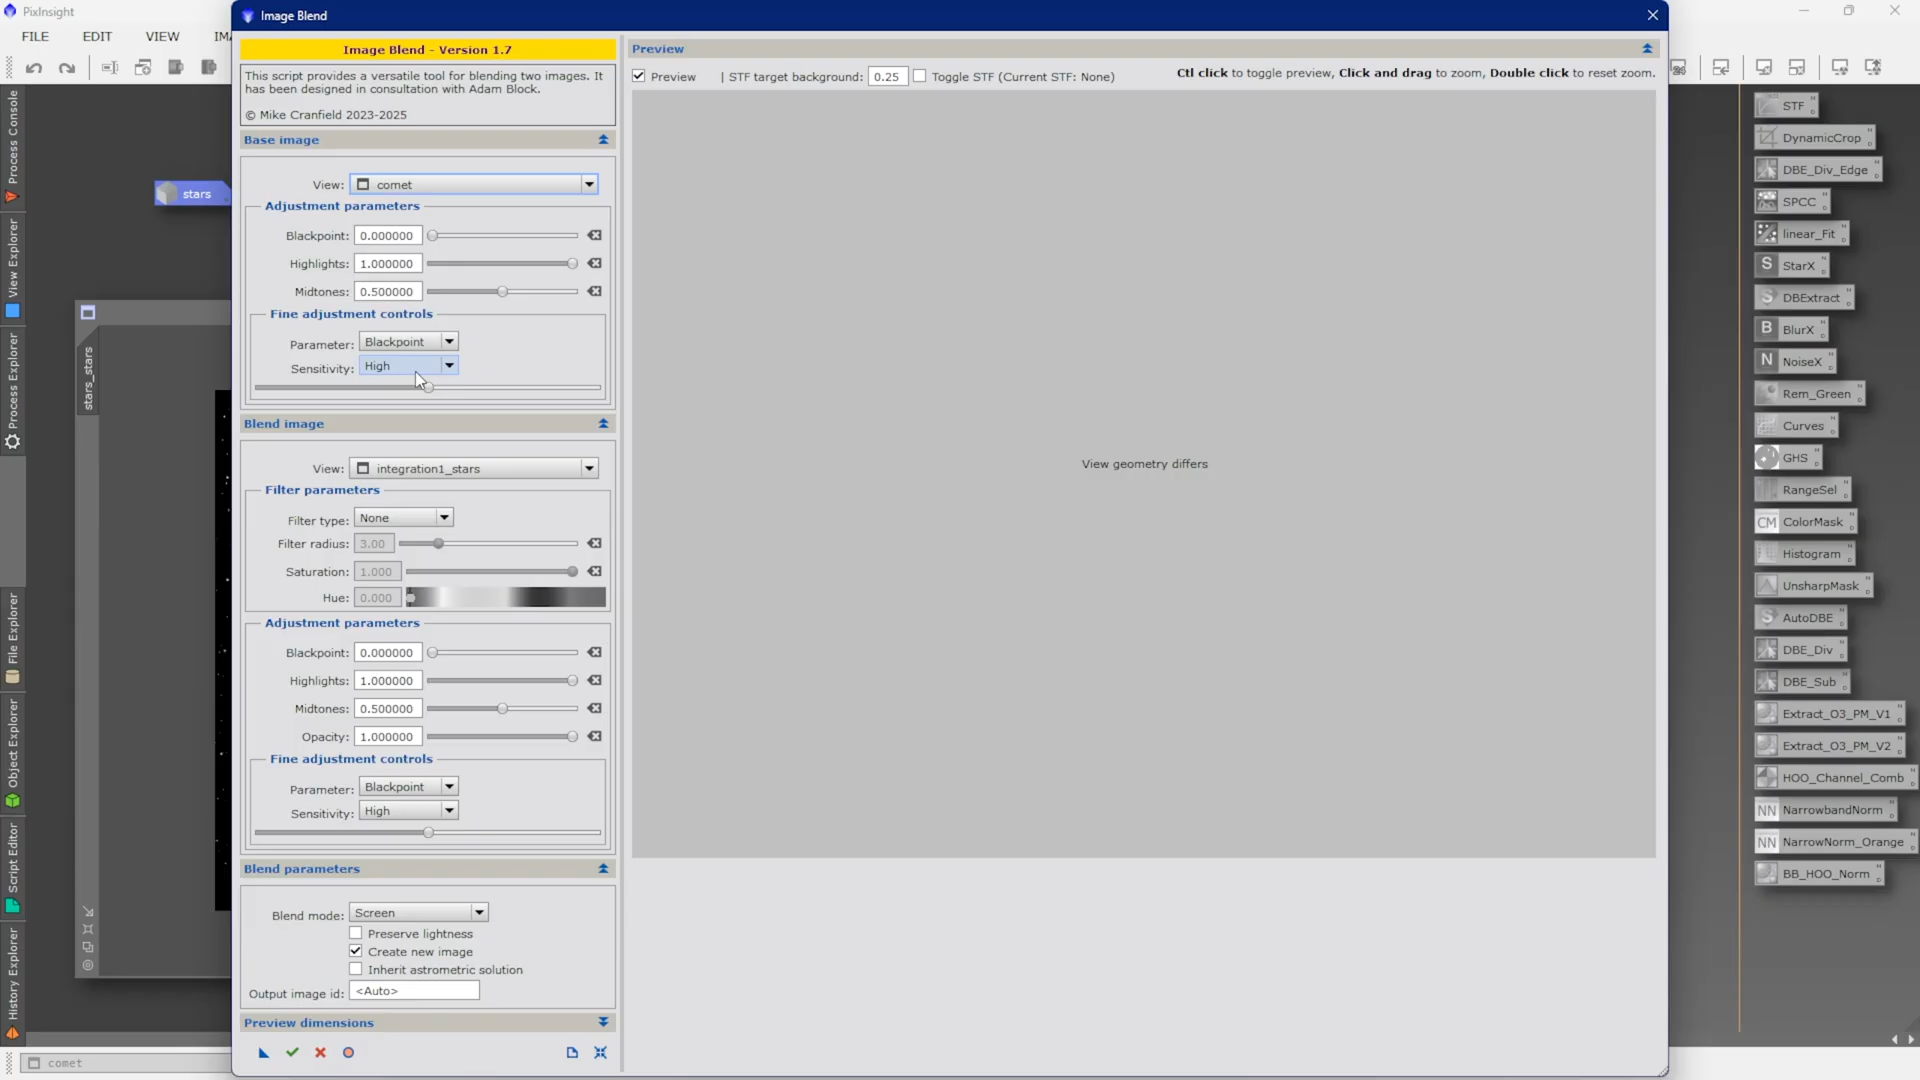 PixInsight
FILE EDIT VIEW IMA
Image Blend
Image Blend - Version 1.7
This script provides a versatile tool for blending two images. It
has been designed in consultation with Adam Block.
© Mike Cranfield 2023-2025
Base image
View: comet
Adjustment parameters
Blackpoint: 0.000000
Highlights: 1.000000
Midtones: 0.500000
Fine adjustment controls
Parameter: Blackpoint
Sensitivity: High
Blend image
View: integration1_stars
Filter parameters
Filter type: None
Filter radius: 3.00
Saturation: 1.000
Hue: 0.000
Adjustment parameters
Blackpoint: 0.000000
Highlights: 1.000000
Midtones: 0.500000
Opacity: 1.000000
Fine adjustment controls
Parameter: Blackpoint
Sensitivity: High
Blend parameters
Blend mode: Screen
Preserve lightness
Create new image
Inherit astrometric solution
Output image id: <Auto>
Preview dimensions
Preview
Preview | STF target background: 0.25 Toggle STF (Current STF: None)
Ctl click to toggle preview, Click and drag to zoom, Double click to reset zoom.
View geometry differs
Process Console
View Explorer
Process Explorer
File Explorer
Object Explorer
Script Editor
History Explorer
stars
stars_stars
comet
STF
DynamicCrop
DBE_Div_Edge
SPCC
linear_Fit
S StarX
DBExtract
B BlurX
N NoiseX
Rem_Green
Curves
GHS
RangeSel
CM ColorMask
Histogram
UnsharpMask
S AutoDBE
DBE_Div
DBE_Sub
Extract_O3_PM_V1
Extract_O3_PM_V2
HOO_Channel_Comb
NN NarrowbandNorm
NN NarrowNorm_Orange
BB_HOO_Norm